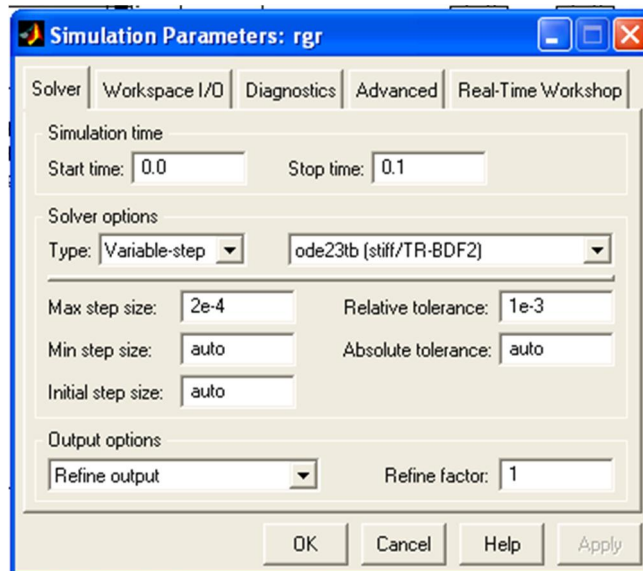 Simulation Parameters: rgr
Solver Workspace I/O Diagnostics Advanced Real-Time Workshop
Simulation time
Start time: 0.0 Stop time: 0.1
Solver options
Type: Variable-step ode23tb (stiff/TR-BDF2)
Max step size: 2e-4 Relative tolerance: 1e-3
Min step size: auto Absolute tolerance: auto
Initial step size: auto
Output options
Refine output Refine factor: 1
OK Cancel Help Apply